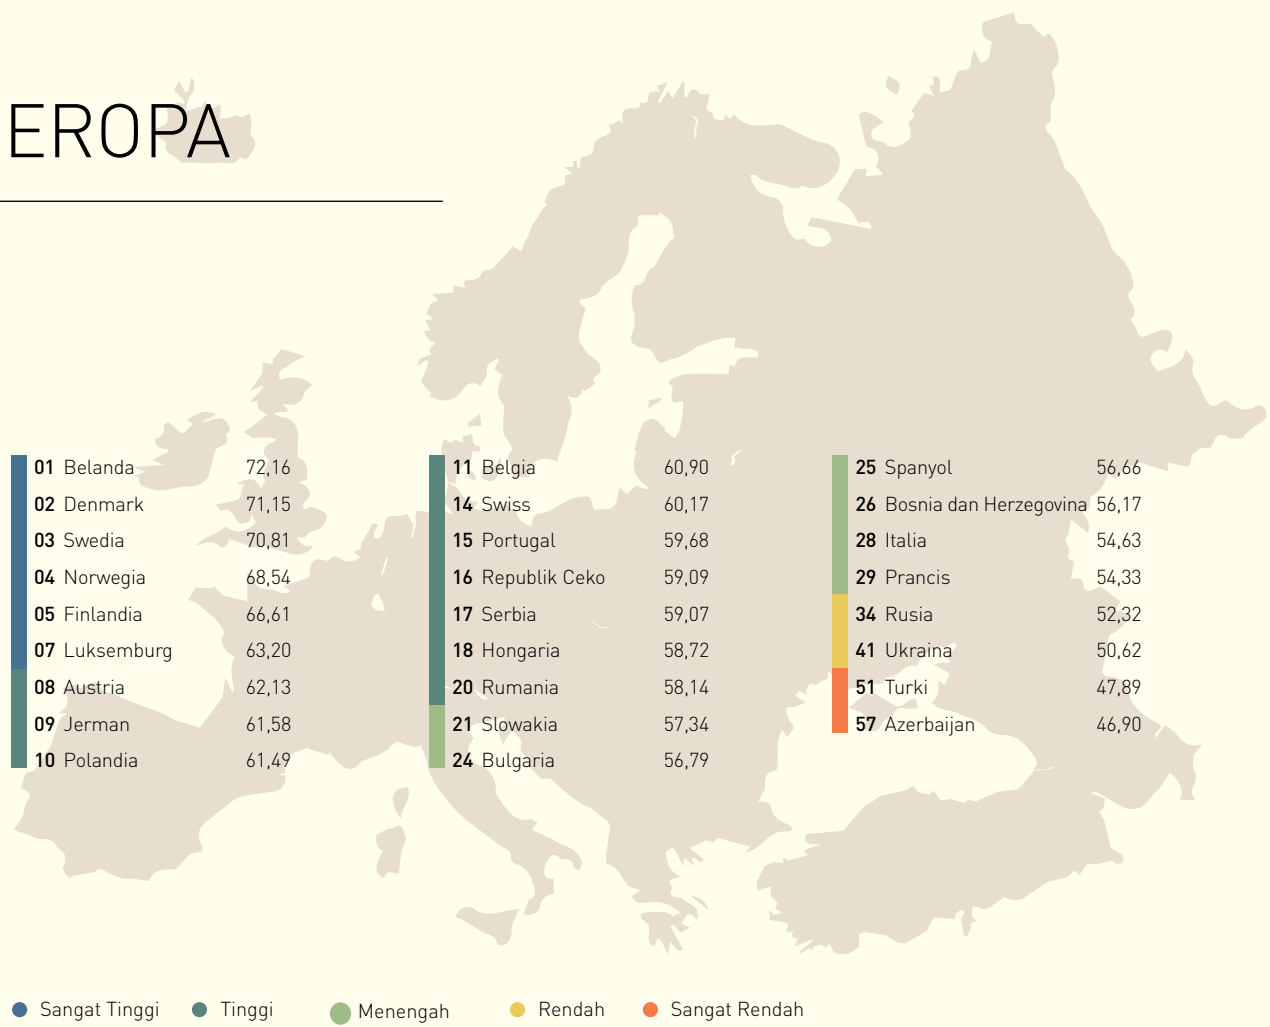 EROPA
01 Belanda 72,16
02 Denmark 71,15
03 Swedia 70,81
04 Norwegia 68,54
05 Finlandia 66,61
07 Luksemburg 63,20
08 Austria 62,13
09 Jerman 61,58
10 Polandia 61,49
11 Belgia 60,90
14 Swiss 60,17
15 Portugal 59,68
16 Republik Ceko 59,09
17 Serbia 59,07
18 Hongaria 58,72
20 Rumania 58,14
21 Slowakia 57,34
24 Bulgaria 56,79
25 Spanyol 56,66
26 Bosnia dan Herzegovina 56,17
28 Italia 54,63
29 Prancis 54,33
34 Rusia 52,32
41 Ukraina 50,62
51 Turki 47,89
57 Azerbaijan 46,90
Sangat Tinggi Tinggi Menengah Rendah Sangat Rendah